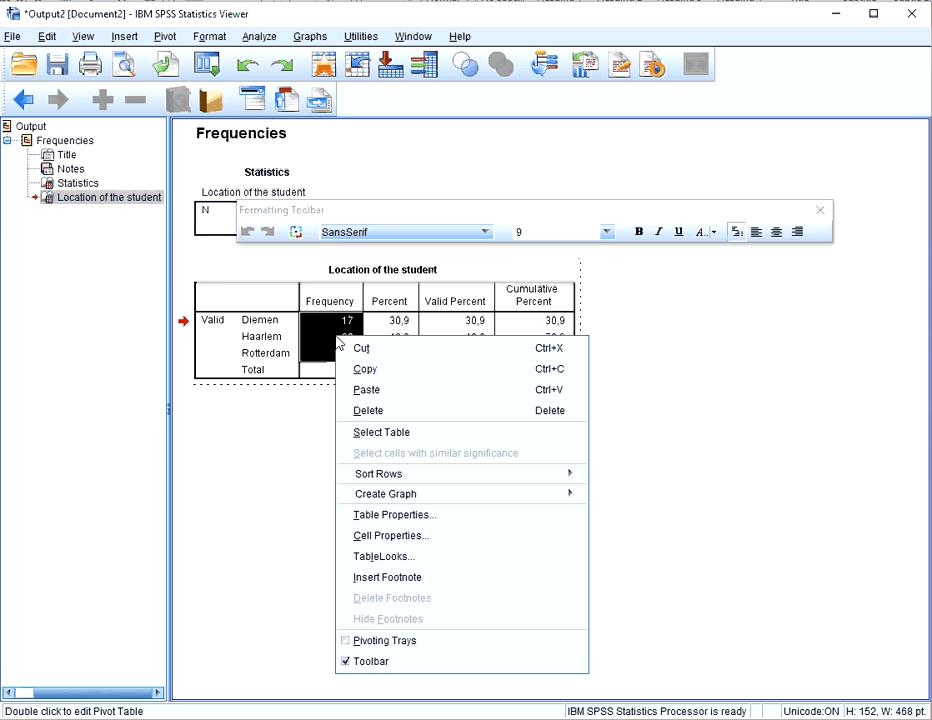 *Output2 [Document2] - IBM SPSS Statistics Viewer
File Edit View Insert Pivot Format Analyze Graphs Utilities Window Help
Output
Frequencies
Title
Notes
Statistics
Location of the student
Frequencies
Statistics
Location of the student
N
Formatting Toolbar
SansSerif 9 B I U A..
Location of the student
Frequency Percent Valid Percent Cumulative Percent
Valid Diemen 17 30,9 30,9 30,9
Haarlem
Rotterdam
Total
Cut Ctrl+X
Copy Ctrl+C
Paste Ctrl+V
Delete Delete
Select Table
Select cells with similar significance
Sort Rows
Create Graph
Table Properties...
Cell Properties...
TableLooks...
Insert Footnote
Delete Footnotes
Hide Footnotes
Pivoting Trays
Toolbar
Double click to edit Pivot Table IBM SPSS Statistics Processor is ready Unicode:ON H: 152, W: 468 pt.